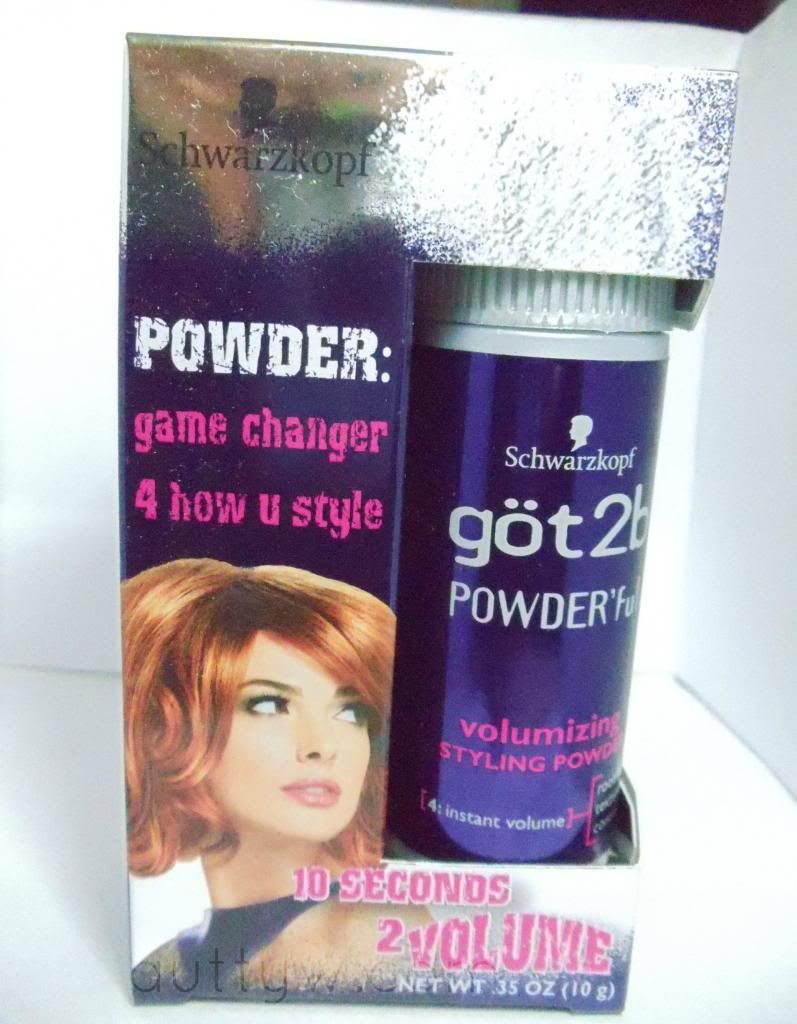 Schwarzkopf
POWDER:
game changer
4 how u style
Schwarzkopf
göt2b
POWDER'ful
volumizing
STYLING POWDER
[4: instant volume]
10 SECONDS
2 VOLUME
NET WT .35 OZ (10 g)